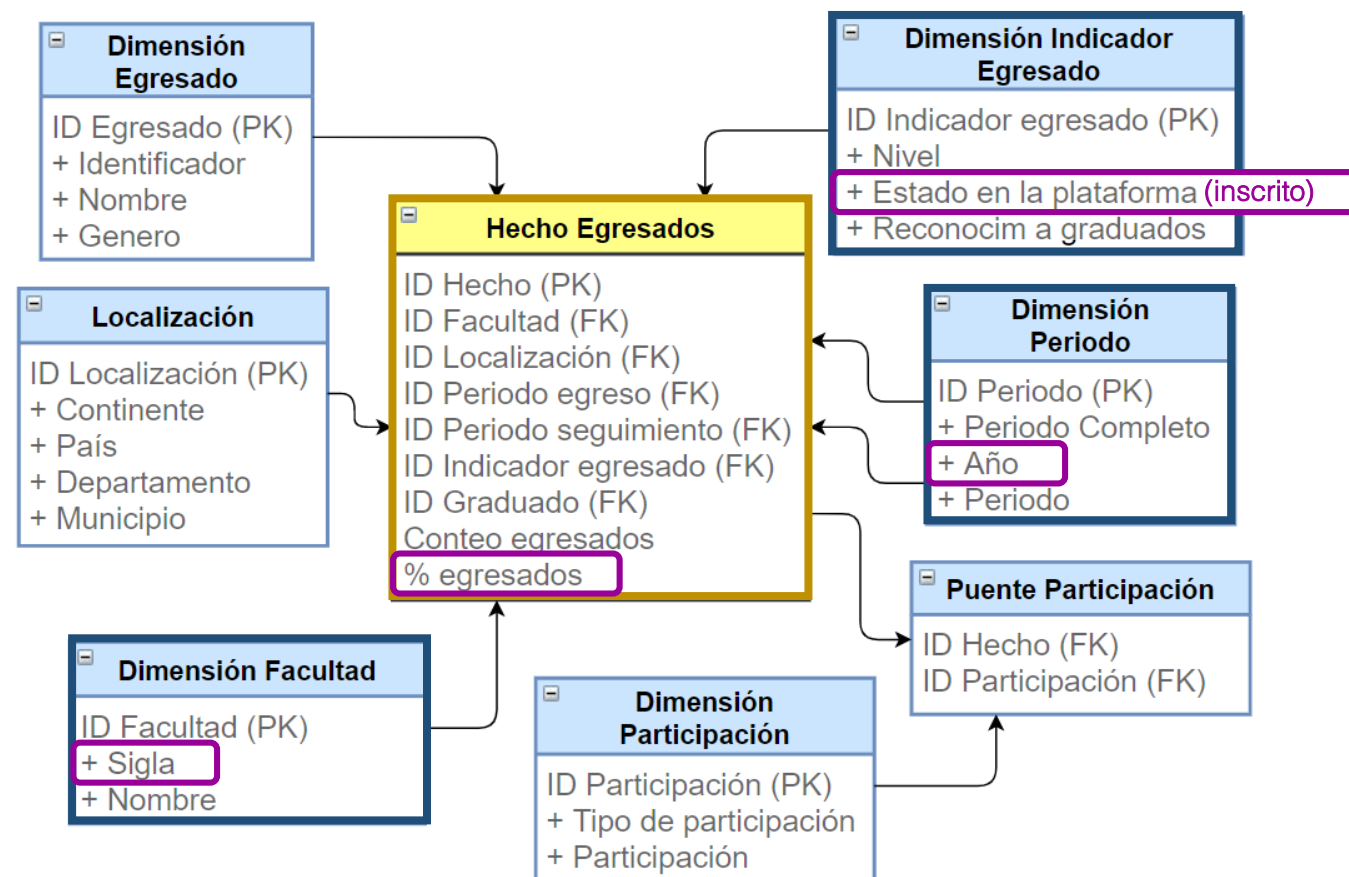 Dimensión
Egresado
ID Egresado (PK)
+ Identificador
+ Nombre
+ Genero
Dimensión Indicador
Egresado
ID Indicador egresado (PK)
+ Nivel
+ Estado en la plataforma (inscrito)
+ Reconocim a graduados
Hecho Egresados
ID Hecho (PK)
ID Facultad (FK)
ID Localización (FK)
ID Periodo egreso (FK)
ID Periodo seguimiento (FK)
ID Indicador egresado (FK)
ID Graduado (FK)
Conteo egresados
% egresados
Localización
ID Localización (PK)
+ Continente
+ País
+ Departamento
+ Municipio
Dimensión
Periodo
ID Periodo (PK)
+ Periodo Completo
+ Año
+ Periodo
Puente Participación
ID Hecho (FK)
ID Participación (FK)
Dimensión Facultad
ID Facultad (PK)
+ Sigla
+ Nombre
Dimensión
Participación
ID Participación (PK)
+ Tipo de participación
+ Participación